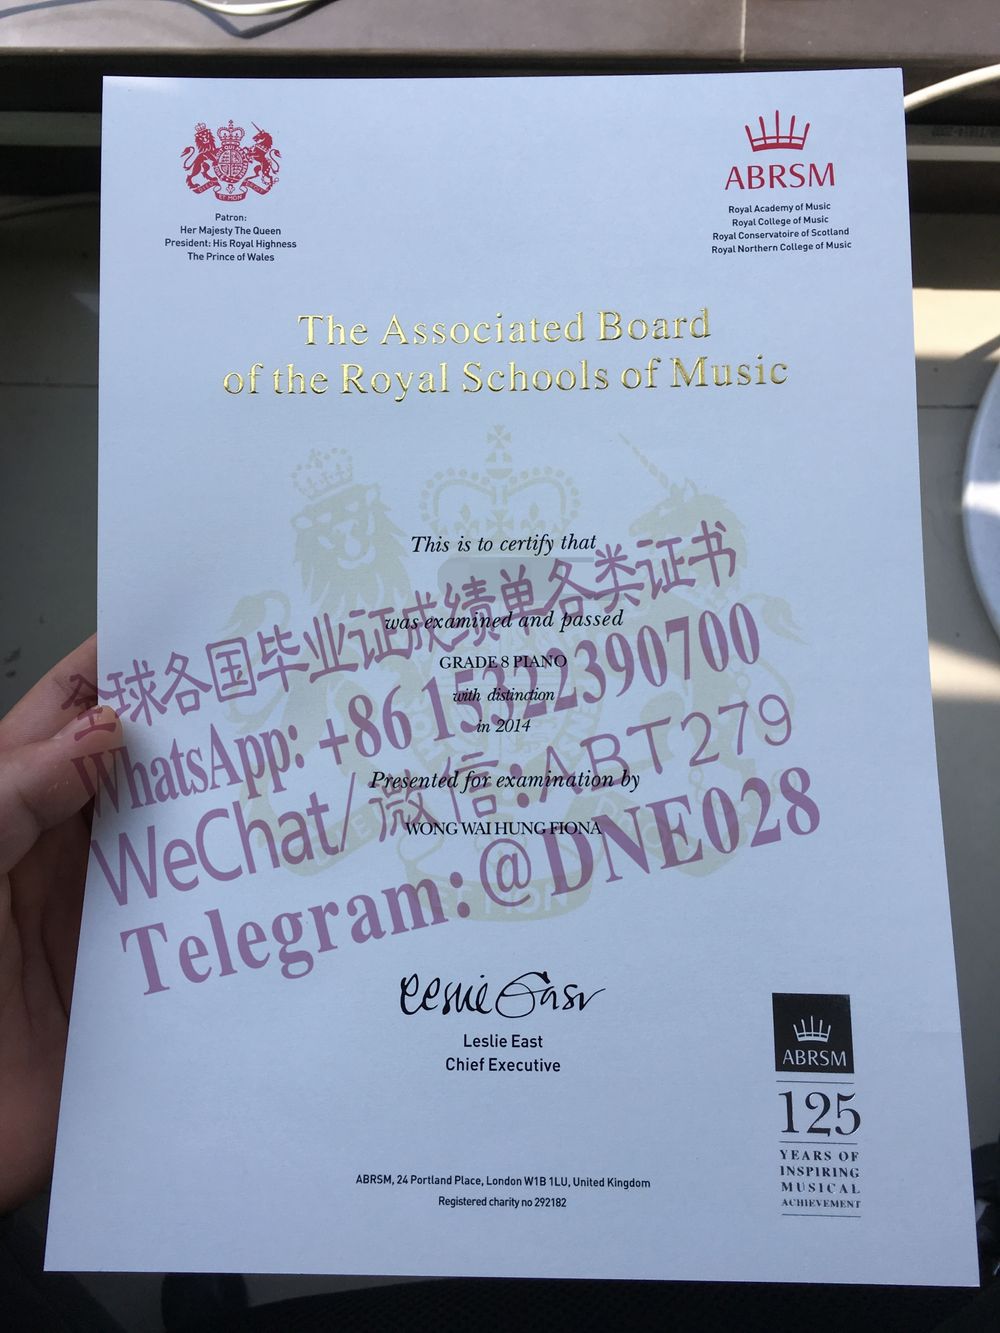 Patron:
Her Majesty The Queen
President: His Royal Highness
The Prince of Wales
ABRSM
Royal Academy of Music
Royal College of Music
Royal Conservatoire of Scotland
Royal Northern College of Music
The Associated Board
of the Royal Schools of Music
This is to certify that
was examined and passed
GRADE 8 PIANO
with distinction
in 2014
Presented for examination by
WONG WAI HUNG FIONA
全球各国毕业证成绩单各类证书
WhatsApp: +86 15322390700
WeChat/微信:ABT279
Telegram:@DNE028
Leslie East
Leslie East
Chief Executive
ABRSM
125
YEARS OF
INSPIRING
MUSICAL
ACHIEVEMENT
ABRSM, 24 Portland Place, London W1B 1LU, United Kingdom
Registered charity no 292182